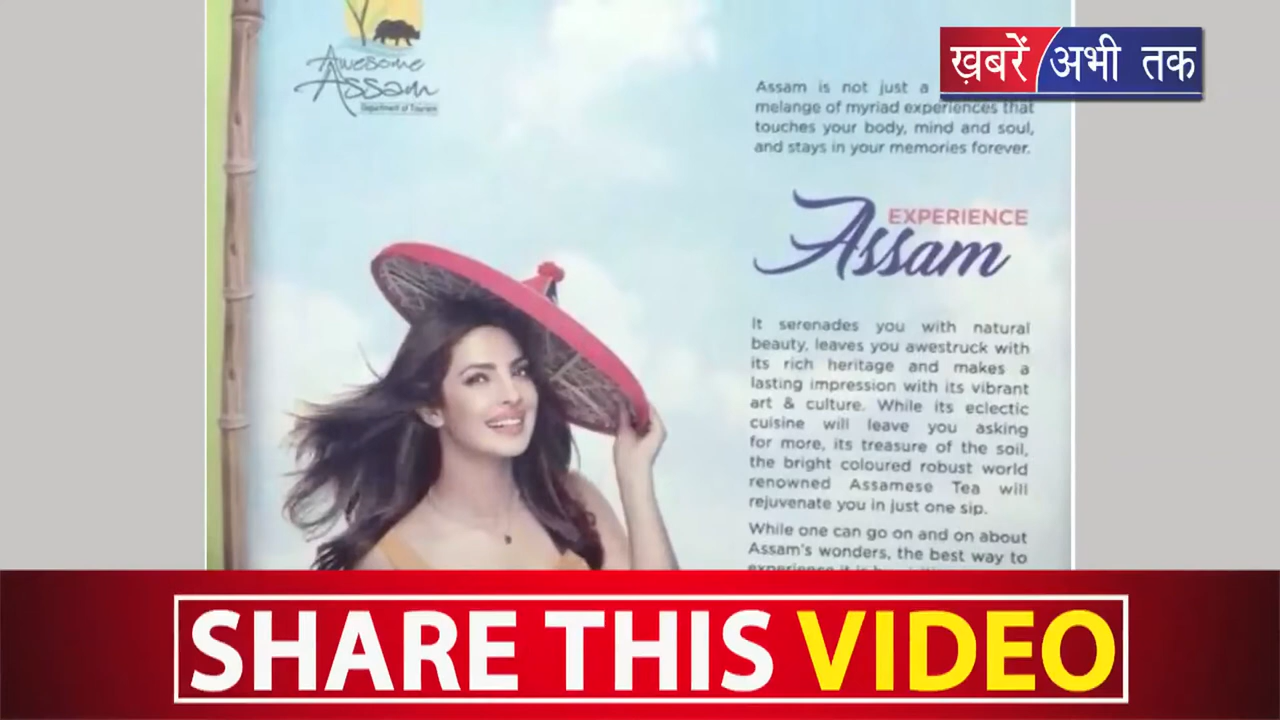 Awesome
Assam
Department of Tourism
ख़बरें अभी तक
Assam is not just a
melange of myriad experiences that
touches your body, mind and soul,
and stays in your memories forever.
EXPERIENCE
Assam
It serenades you with natural
beauty, leaves you awestruck with
its rich heritage and makes a
lasting impression with its vibrant
art & culture. While its eclectic
cuisine will leave you asking
for more, its treasure of the soil,
the bright coloured robust world
renowned Assamese Tea will
rejuvenate you in just one sip.
While one can go on and on about
Assam's wonders, the best way to
SHARE THIS VIDEO